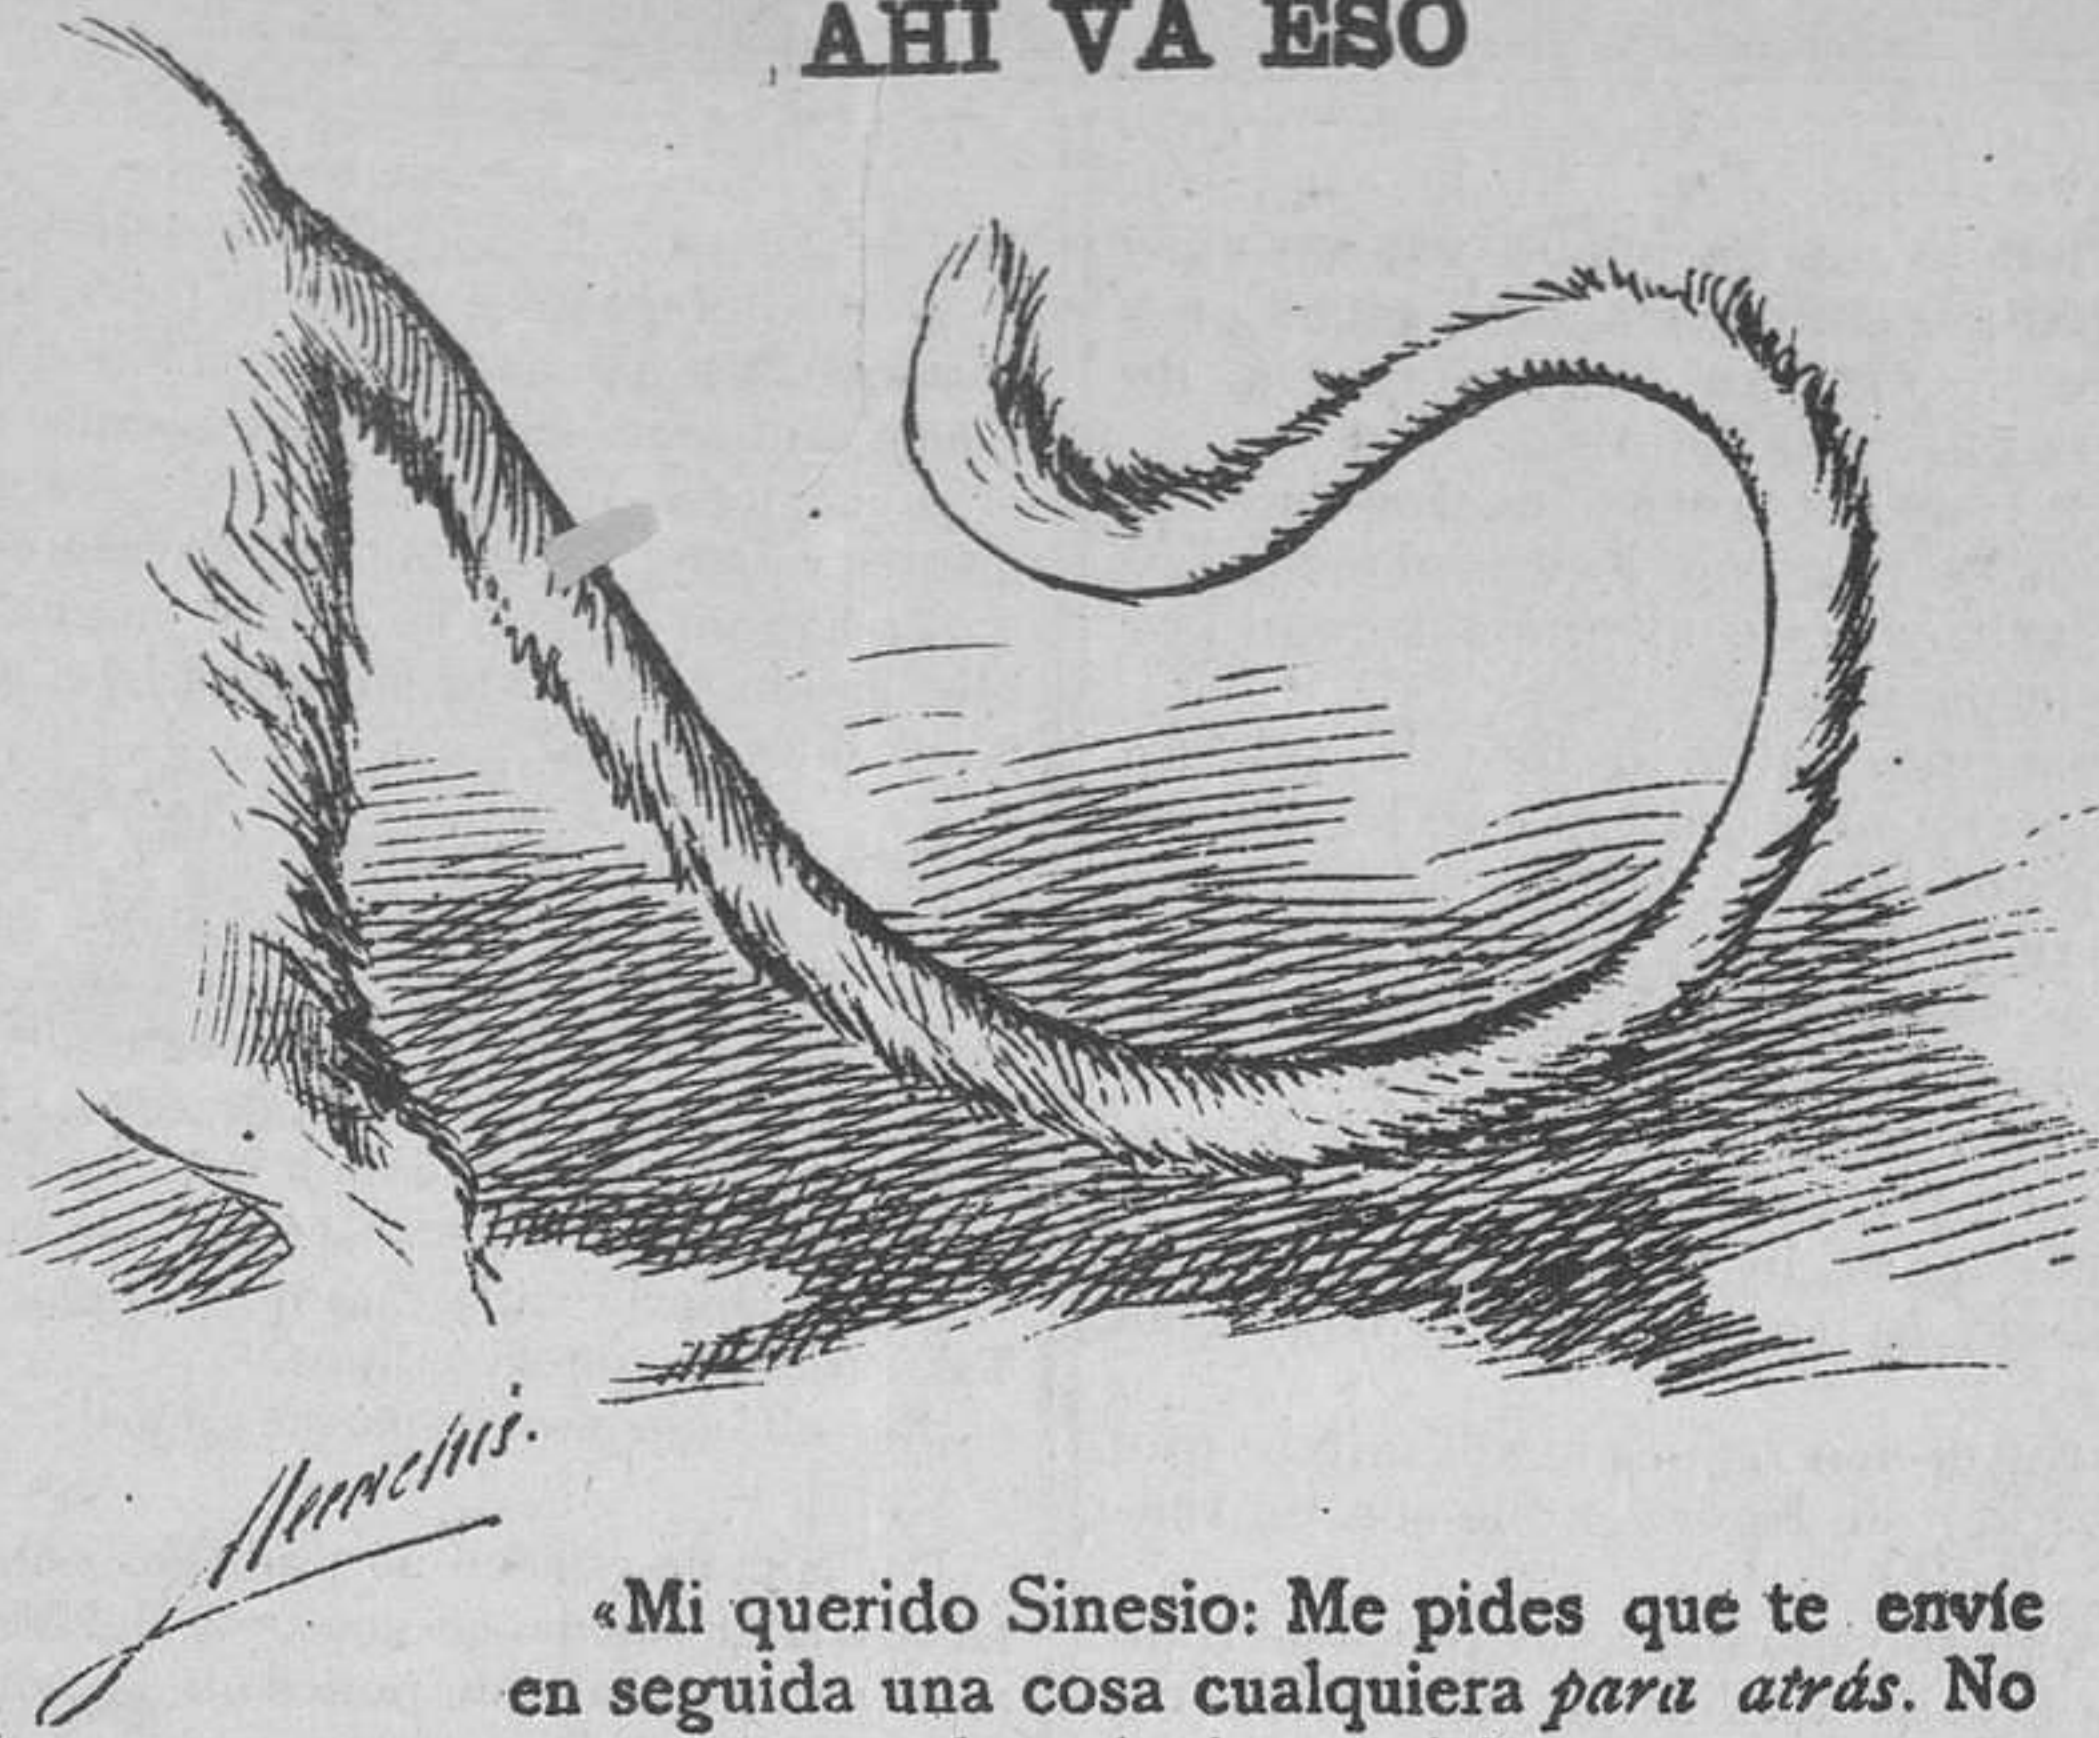 AHI VA ESO
«Mi querido Sinesio: Me pides que te envíe
en seguida una cosa cualquiera para atrás. No